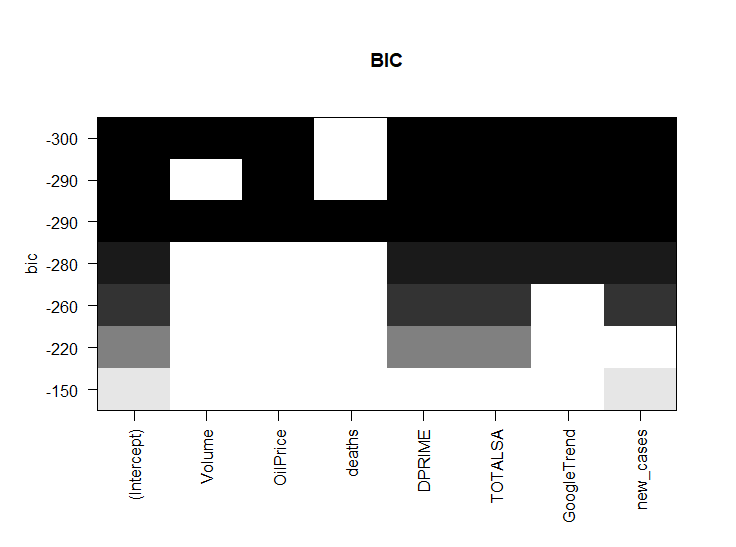 BIC
bic
-300
-290
-290
-280
-260
-220
-150
(Intercept)
Volume
OilPrice
deaths
DPRIME
TOTALSA
GoogleTrend
new_cases